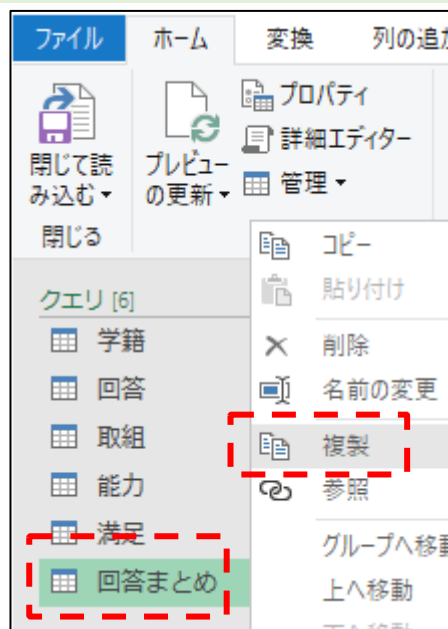 ファイル ホーム 変換 列の追加
プロパティ
詳細エディター
管理
閉じて読
み込む
プレビュー
の更新
閉じる
クエリ [6]
学籍
回答
取組
能力
満足
回答まとめ
コピー
貼り付け
削除
名前の変更
複製
参照
グループへ移動
上へ移動
下へ移動